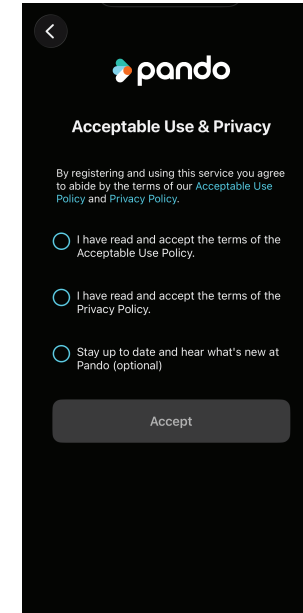 pando
Acceptable Use & Privacy
By registering and using this service you agree
to abide by the terms of our Acceptable Use
Policy and Privacy Policy.
I have read and accept the terms of the
Acceptable Use Policy.
I have read and accept the terms of the
Privacy Policy.
Stay up to date and hear what's new at
Pando (optional)
Accept